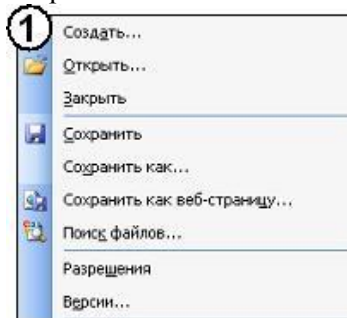 1
Создать...
Открыть...
Закрыть
Сохранить
Сохранить как...
Сохранить как веб-страницу...
Поиск файлов...
Разрешения
Версии...